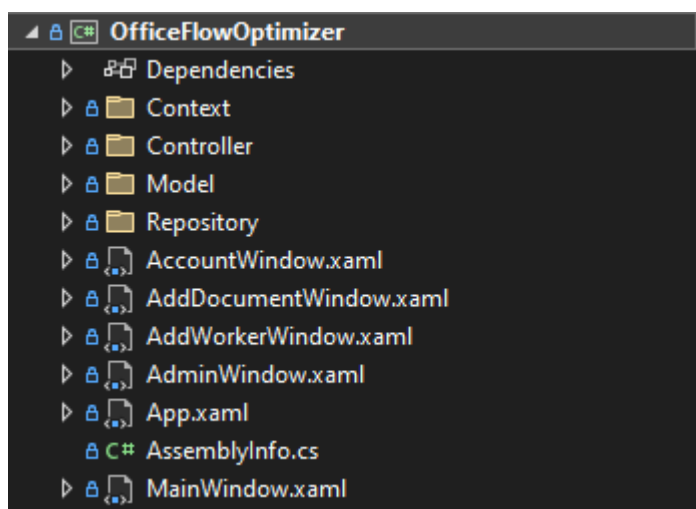 C# OfficeFlowOptimizer
Dependencies
Context
Controller
Model
Repository
AccountWindow.xaml
AddDocumentWindow.xaml
AddWorkerWindow.xaml
AdminWindow.xaml
App.xaml
C# AssemblyInfo.cs
MainWindow.xaml